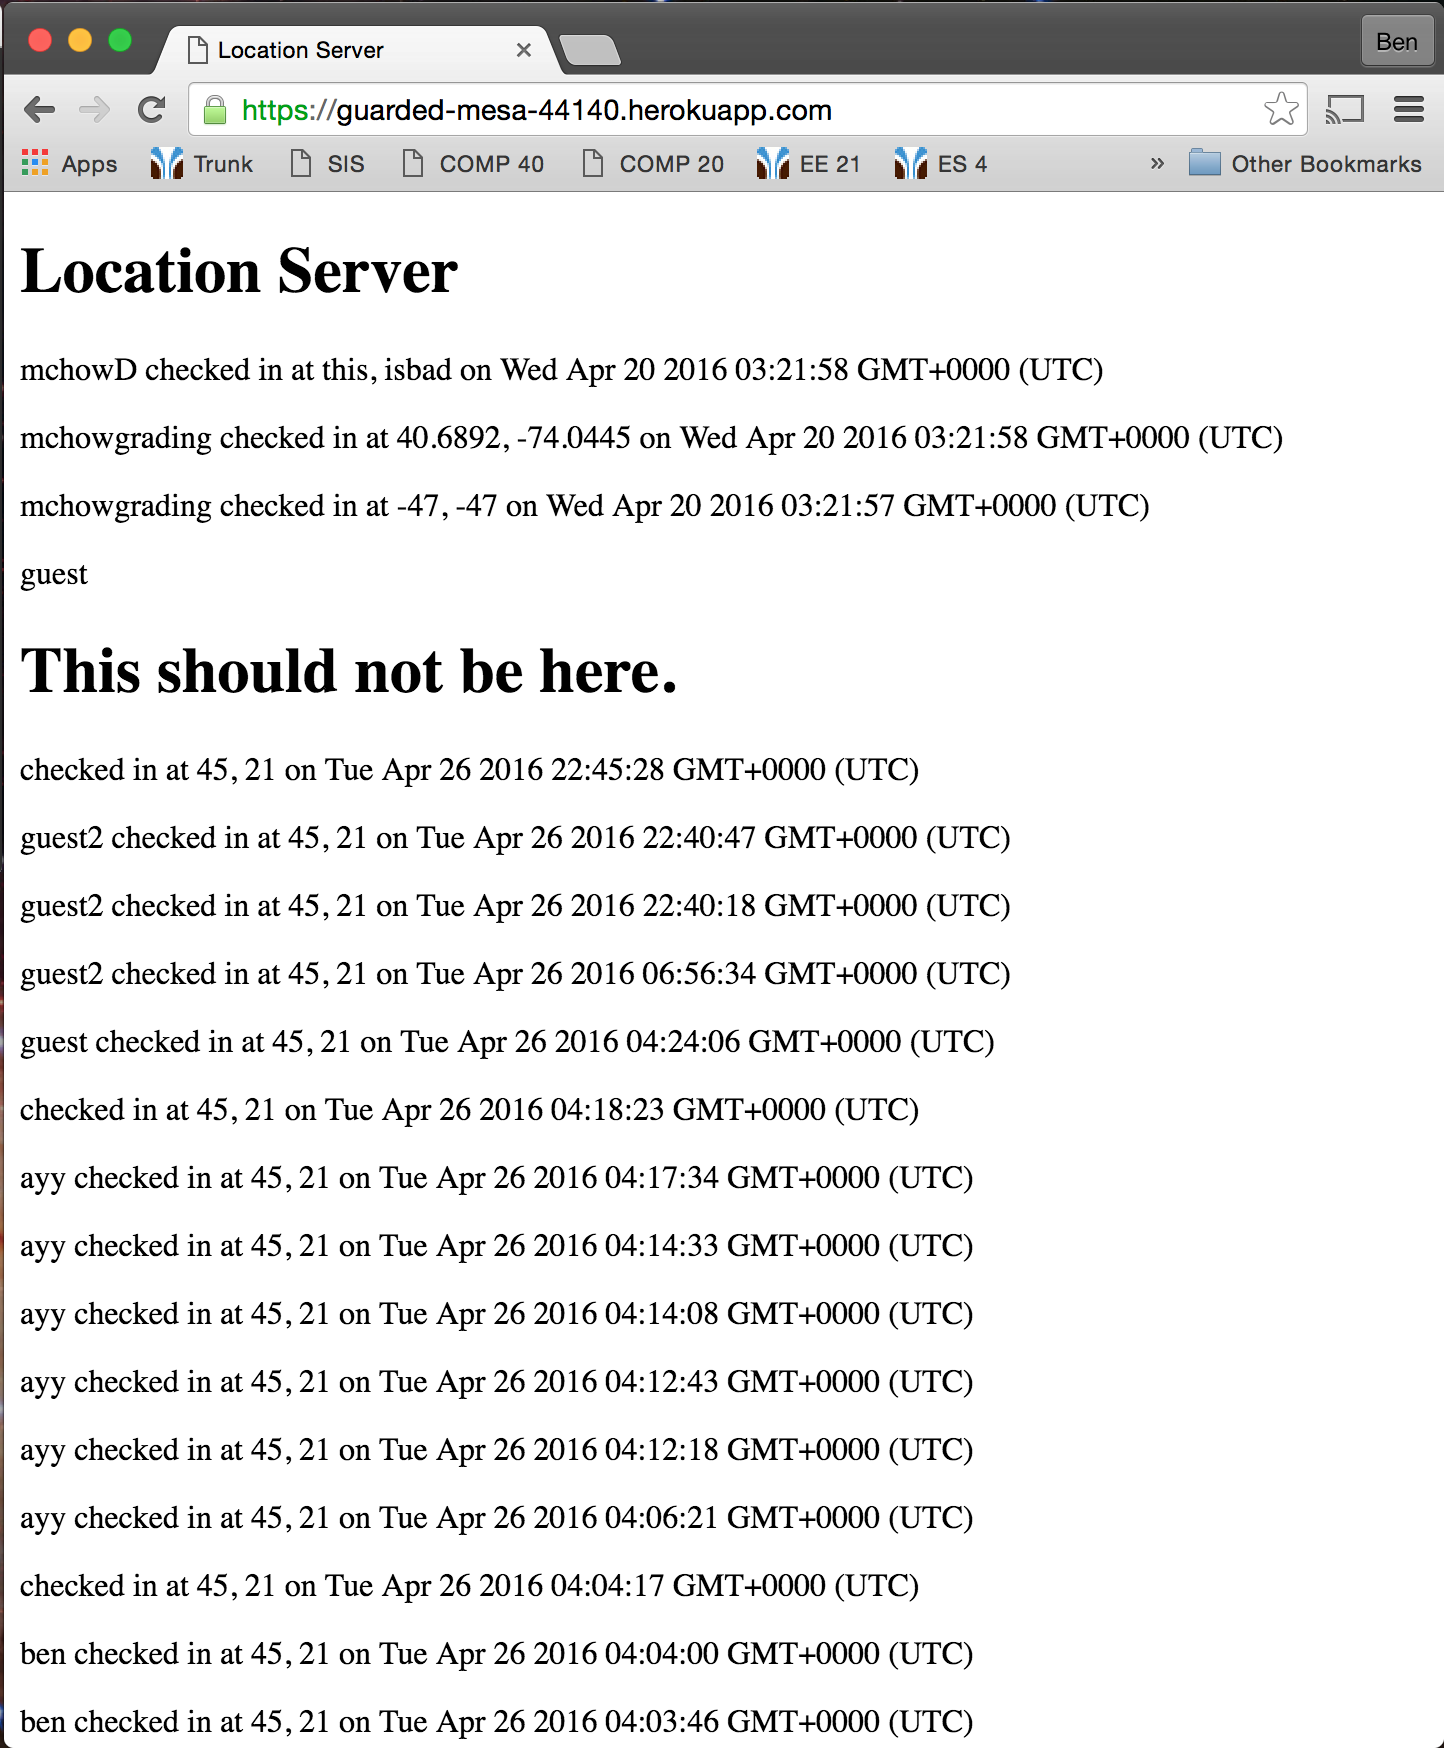 Location Server
Ben
https://guarded-mesa-44140.herokuapp.com
Apps Trunk SIS COMP 40 COMP 20 EE 21 ES 4 » Other Bookmarks
Location Server
mchowD checked in at this, isbad on Wed Apr 20 2016 03:21:58 GMT+0000 (UTC)
mchowgrading checked in at 40.6892, -74.0445 on Wed Apr 20 2016 03:21:58 GMT+0000 (UTC)
mchowgrading checked in at -47, -47 on Wed Apr 20 2016 03:21:57 GMT+0000 (UTC)
guest
This should not be here.
checked in at 45, 21 on Tue Apr 26 2016 22:45:28 GMT+0000 (UTC)
guest2 checked in at 45, 21 on Tue Apr 26 2016 22:40:47 GMT+0000 (UTC)
guest2 checked in at 45, 21 on Tue Apr 26 2016 22:40:18 GMT+0000 (UTC)
guest2 checked in at 45, 21 on Tue Apr 26 2016 06:56:34 GMT+0000 (UTC)
guest checked in at 45, 21 on Tue Apr 26 2016 04:24:06 GMT+0000 (UTC)
checked in at 45, 21 on Tue Apr 26 2016 04:18:23 GMT+0000 (UTC)
ayy checked in at 45, 21 on Tue Apr 26 2016 04:17:34 GMT+0000 (UTC)
ayy checked in at 45, 21 on Tue Apr 26 2016 04:14:33 GMT+0000 (UTC)
ayy checked in at 45, 21 on Tue Apr 26 2016 04:14:08 GMT+0000 (UTC)
ayy checked in at 45, 21 on Tue Apr 26 2016 04:12:43 GMT+0000 (UTC)
ayy checked in at 45, 21 on Tue Apr 26 2016 04:12:18 GMT+0000 (UTC)
ayy checked in at 45, 21 on Tue Apr 26 2016 04:06:21 GMT+0000 (UTC)
checked in at 45, 21 on Tue Apr 26 2016 04:04:17 GMT+0000 (UTC)
ben checked in at 45, 21 on Tue Apr 26 2016 04:04:00 GMT+0000 (UTC)
ben checked in at 45, 21 on Tue Apr 26 2016 04:03:46 GMT+0000 (UTC)